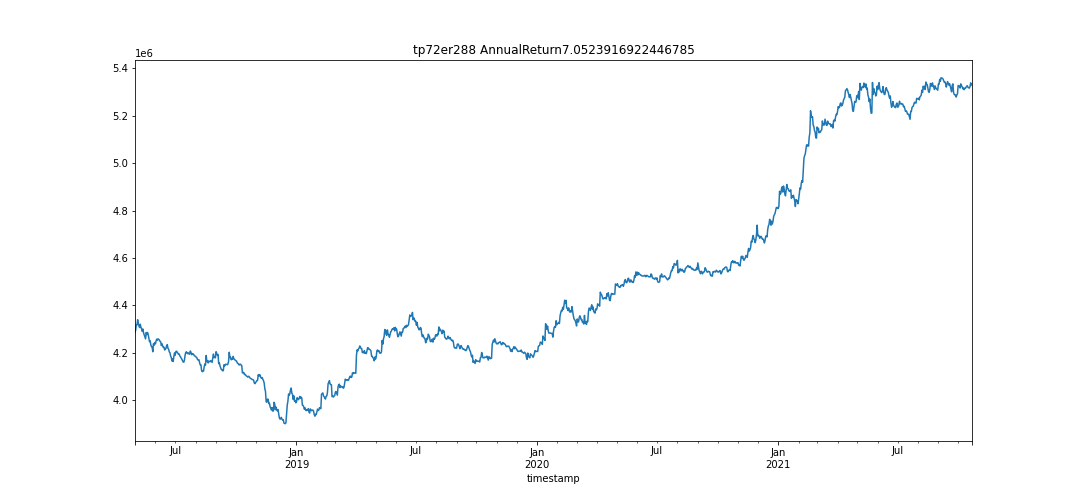 tp72er288 AnnualReturn7.0523916922446785
1e6
5.4
5.2
5.0
4.8
4.6
4.4
4.2
4.0
Jul Jan Jul Jan Jul Jan Jul
2019 2020 2021
timestamp